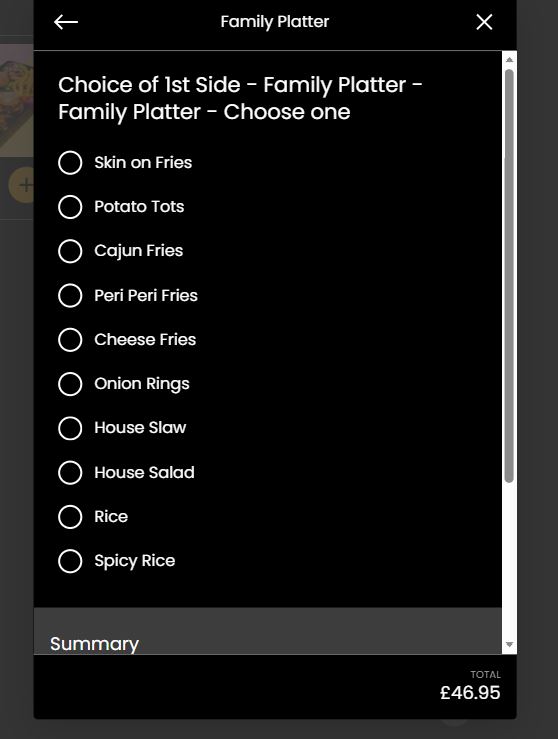 Family Platter
Choice of 1st Side - Family Platter -
Family Platter - Choose one
Skin on Fries
Potato Tots
Cajun Fries
Peri Peri Fries
Cheese Fries
Onion Rings
House Slaw
House Salad
Rice
Spicy Rice
Summary
TOTAL
£46.95